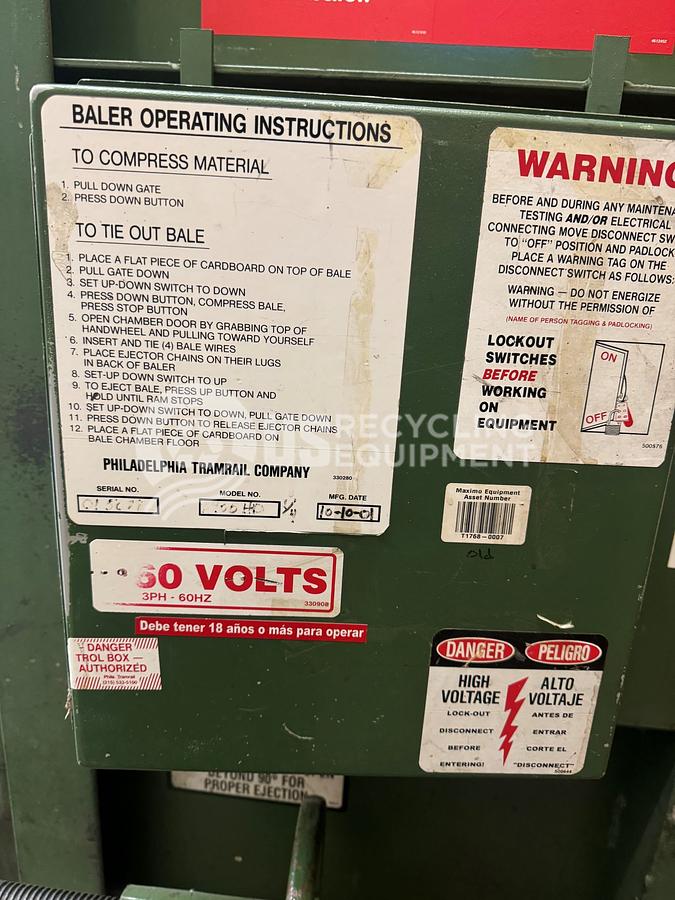 BALER OPERATING INSTRUCTIONS
TO COMPRESS MATERIAL
1. PULL DOWN GATE
2. PRESS DOWN BUTTON
TO TIE OUT BALE
1. PLACE A FLAT PIECE OF CARDBOARD ON TOP OF BALE
2. PULL GATE DOWN
3. SET UP-DOWN SWITCH TO DOWN
4. PRESS DOWN BUTTON, COMPRESS BALE,
PRESS STOP BUTTON
5. OPEN CHAMBER DOOR BY GRABBING TOP OF
HANDWHEEL AND PULLING TOWARD YOURSELF
6. INSERT AND TIE (4) BALE WIRES
7. PLACE EJECTOR CHAINS ON THEIR LUGS
IN BACK OF BALER
8. SET-UP DOWN SWITCH TO UP
9. TO EJECT BALE, PRESS UP BUTTON AND
HOLD UNTIL RAM STOPS
10. SET UP-DOWN SWITCH TO DOWN, PULL GATE DOWN
11. PRESS DOWN BUTTON TO RELEASE EJECTOR CHAINS
12. PLACE A FLAT PIECE OF CARDBOARD ON
BALE CHAMBER FLOOR
PHILADELPHIA TRAMRAIL COMPANY
330280
SERIAL NO.
MODEL NO.
MFG. DATE
10-10-01
WARNING
BEFORE AND DURING ANY MAINTENA
TESTING AND/OR ELECTRICAL
CONNECTING MOVE DISCONNECT SW
TO "OFF" POSITION AND PADLOCK
PLACE A WARNING TAG ON THE
DISCONNECT SWITCH AS FOLLOWS:
WARNING — DO NOT ENERGIZE
WITHOUT THE PERMISSION OF
(NAME OF PERSON TAGGING & PADLOCKING)
LOCKOUT
SWITCHES
BEFORE
WORKING
ON
EQUIPMENT
ON
OFF
500576
RECYCLING
EQUIPMENT
Maximo Equipment
Asset Number
T1768-0007
old
60 VOLTS
3PH - 60HZ
330908
Debe tener 18 años o más para operar
DANGER
TROL BOX —
AUTHORIZED
Phila. Tramrail
DANGER
PELIGRO
HIGH
VOLTAGE
LOCK-OUT
DISCONNECT
BEFORE
ENTERING!
ALTO
VOLTAJE
ANTES DE
ENTRAR
CORTE EL
"DISCONNECT"
BEYOND 90° FOR
PROPER EJECTION